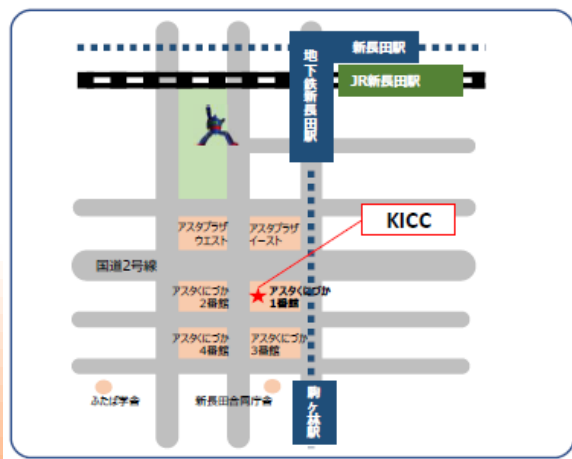 新長田駅
地下鉄新長田駅
JR新長田駅
アスタプラザ
ウエスト
アスタプラザ
イースト
KICC
国道2号線
アスタくにづか
2番館
アスタくにづか
1番館
アスタくにづか
4番館
アスタくにづか
3番館
ふたば学舎
新長田合同庁舎
駒ヶ林駅